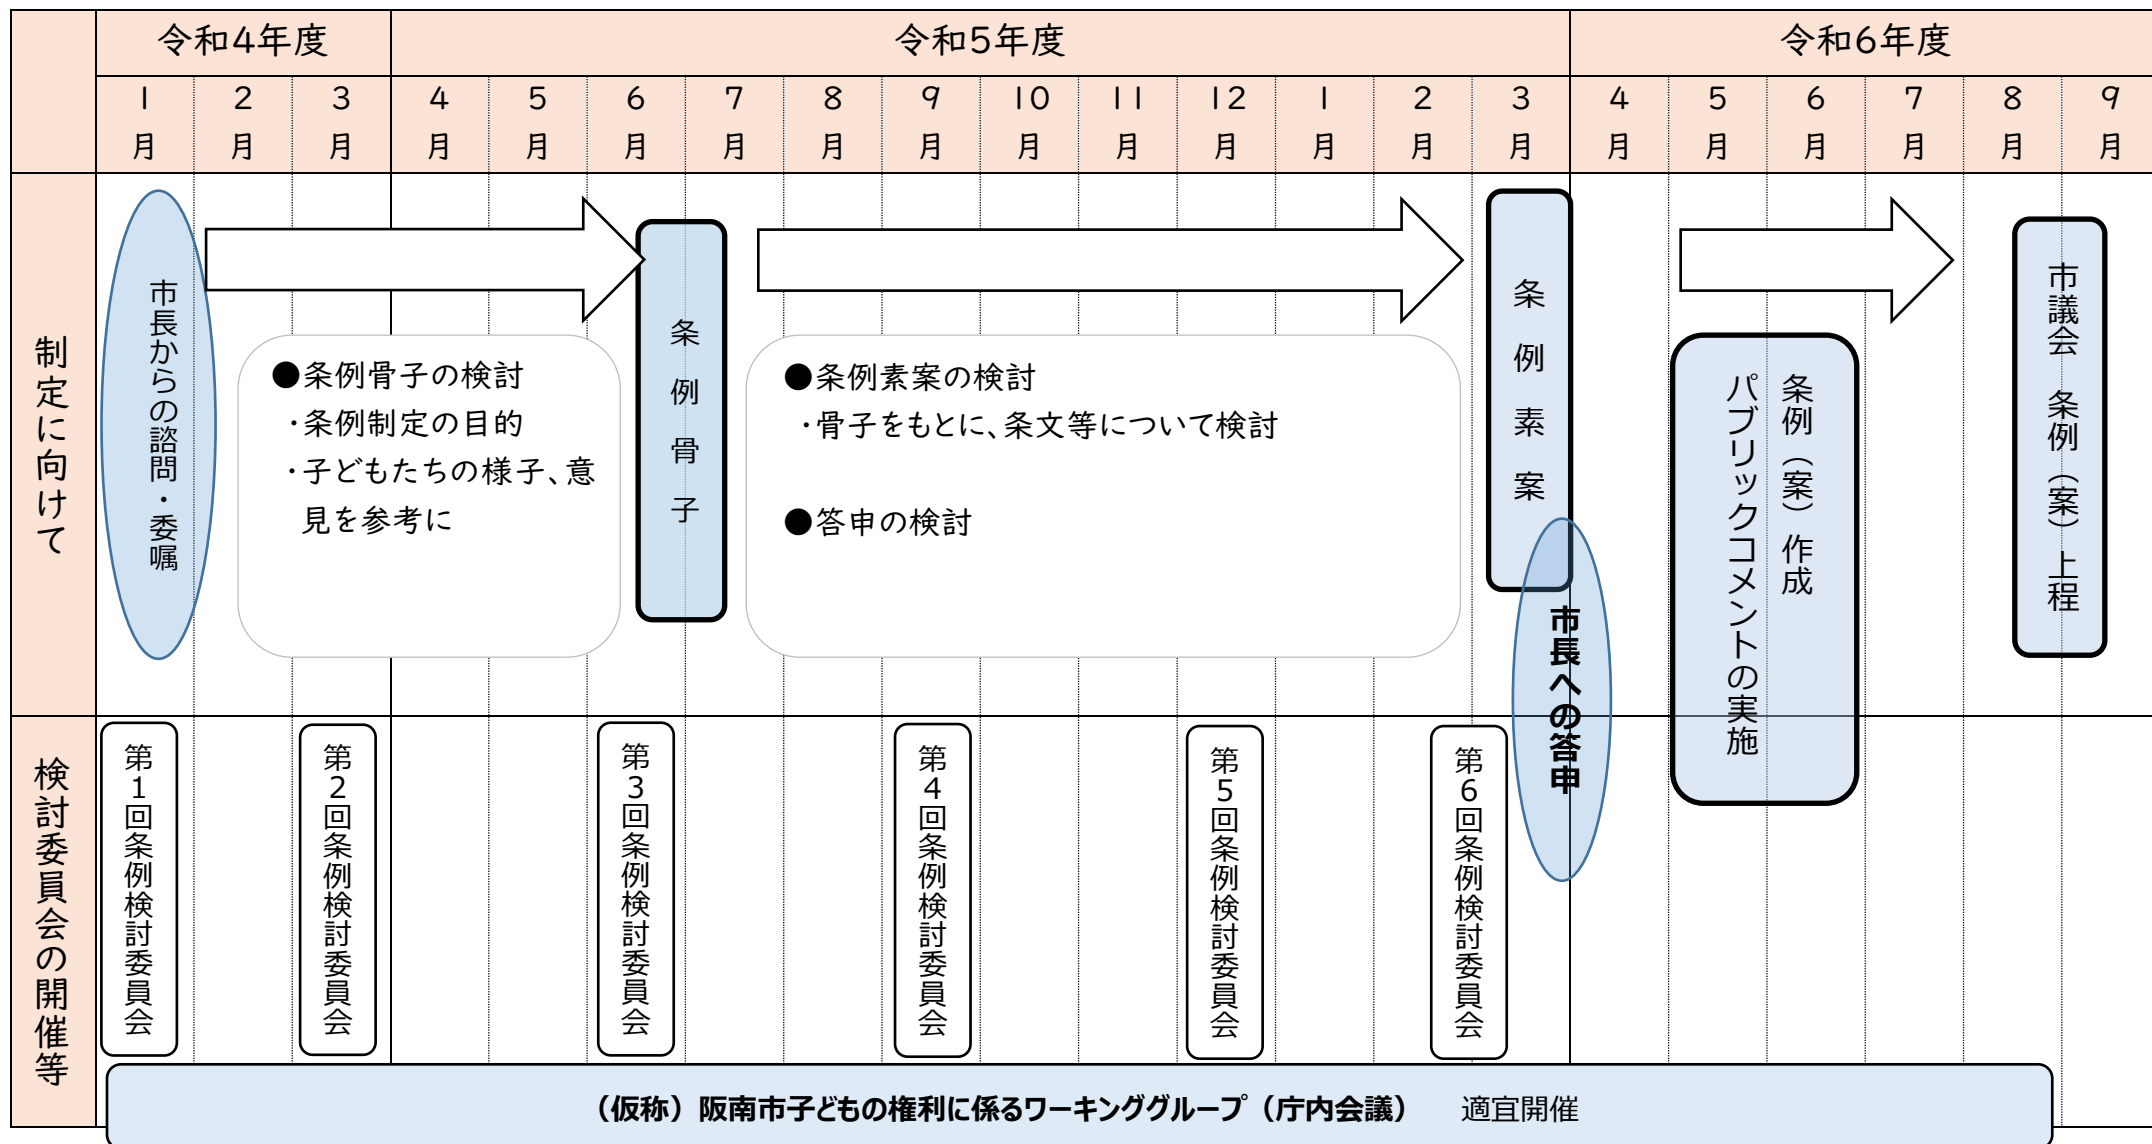 令和4年度
令和5年度
令和6年度
1月
2月
3月
4月
5月
6月
7月
8月
9月
10月
11月
12月
1月
2月
3月
4月
5月
6月
7月
8月
9月
制定に向けて
市長からの諮問・委嘱
●条例骨子の検討
・条例制定の目的
・子どもたちの様子、意
見を参考に
条例骨子
●条例素案の検討
・骨子をもとに、条文等について検討
●答申の検討
条例素案
市長への答申
条例（案）作成
パブリックコメントの実施
市議会　条例（案）上程
検討委員会の開催等
第1回条例検討委員会
第2回条例検討委員会
第3回条例検討委員会
第4回条例検討委員会
第5回条例検討委員会
第6回条例検討委員会
（仮称）阪南市子どもの権利に係るワーキンググループ（庁内会議）　適宜開催